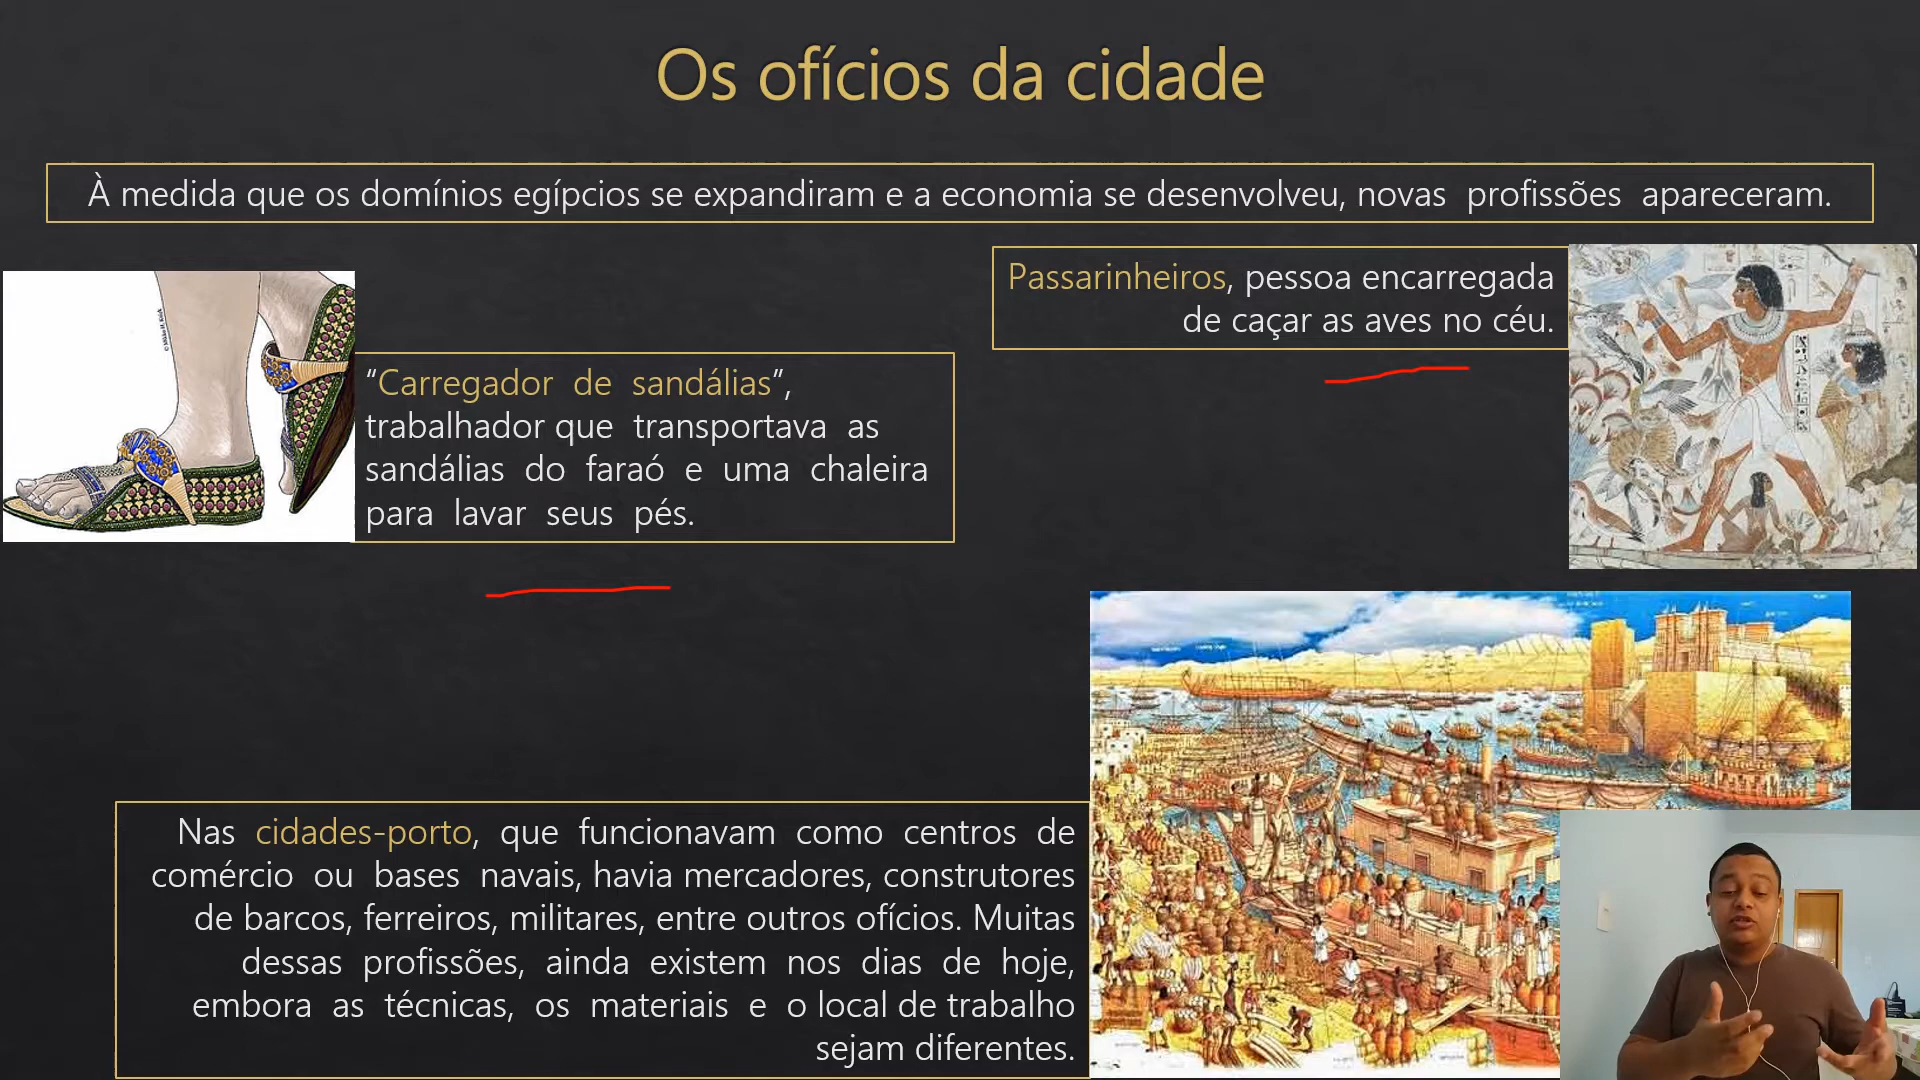 Os ofícios da cidade
À medida que os domínios egípcios se expandiram e a economia se desenvolveu, novas profissões apareceram.
Passarinheiros, pessoa encarregada
de caçar as aves no céu.
“Carregador de sandálias”,
trabalhador que transportava as
sandálias do faraó e uma chaleira
para lavar seus pés.
Nas cidades-porto, que funcionavam como centros de
comércio ou bases navais, havia mercadores, construtores
de barcos, ferreiros, militares, entre outros ofícios. Muitas
dessas profissões, ainda existem nos dias de hoje,
embora as técnicas, os materiais e o local de trabalho
sejam diferentes.